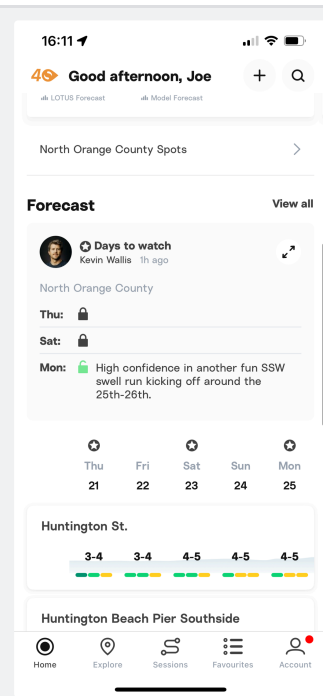 16:11
Good afternoon, Joe
LOTUS Forecast Model Forecast
North Orange County Spots
Forecast View all
Days to watch
Kevin Wallis 1h ago
North Orange County
Thu:
Sat:
Mon: High confidence in another fun SSW
swell run kicking off around the
25th-26th.
Thu Fri Sat Sun Mon
21 22 23 24 25
Huntington St.
3-4 3-4 4-5 4-5 4-5
Huntington Beach Pier Southside
Home Explore Sessions Favourites Account